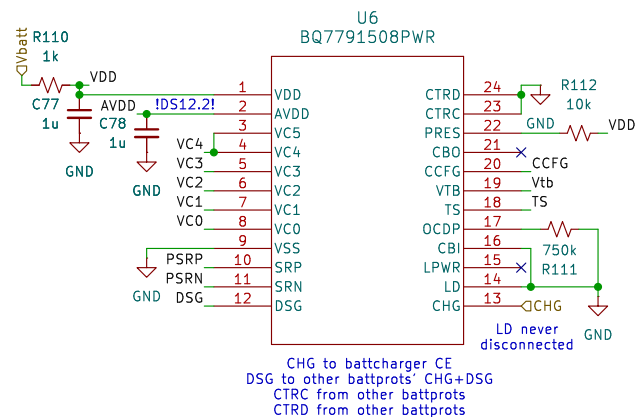 U6
BQ7791508PWR
Vbatt
R110
1k
VDD
C77
1u
GND
AVDD
!DS12.2!
C78
1u
GND
VC4
VC3
VC2
VC1
VC0
GND
PSRP
PSRN
DSG
1 VDD
2 AVDD
3 VC5
4 VC4
5 VC3
6 VC2
7 VC1
8 VC0
9 VSS
10 SRP
11 SRN
12 DSG
CTRD 24
CTRC 23
PRES 22
CBO 21
CCFG 20
VTB 19
TS 18
OCDP 17
CBI 16
LPWR 15
LD 14
CHG 13
GND
R112
10k
VDD
CCFG
Vtb
TS
750k
R111
CHG
GND
LD never
disconnected
CHG to battcharger CE
DSG to other battprots' CHG+DSG
CTRC from other battprots
CTRD from other battprots